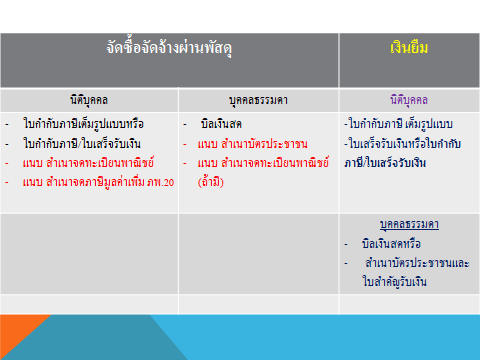 จัดซื้อจัดจ้างผ่านพัสดุ
เงินยืม
นิติบุคคล
บุคคลธรรมดา
นิติบุคคล
- ใบกำกับภาษีเต็มรูปแบบหรือ
- ใบกำกับภาษี/ใบเสร็จรับเงิน
- แนบ สำเนาจดทะเบียนพาณิชย์
- แนบ สำเนาจดภาษีมูลค่าเพิ่ม ภพ.20
- บิลเงินสด
- แนบ สำเนาบัตรประชาชน
- แนบ สำเนาจดทะเบียนพาณิชย์
(ถ้ามี)
-ใบกำกับภาษี เต็มรูปแบบ
-ใบเสร็จรับเงินหรือใบกำกับ
ภาษี/ใบเสร็จรับเงิน
บุคคลธรรมดา
- บิลเงินสดหรือ
- สำเนาบัตรประชาชนและ
ใบสำคัญรับเงิน